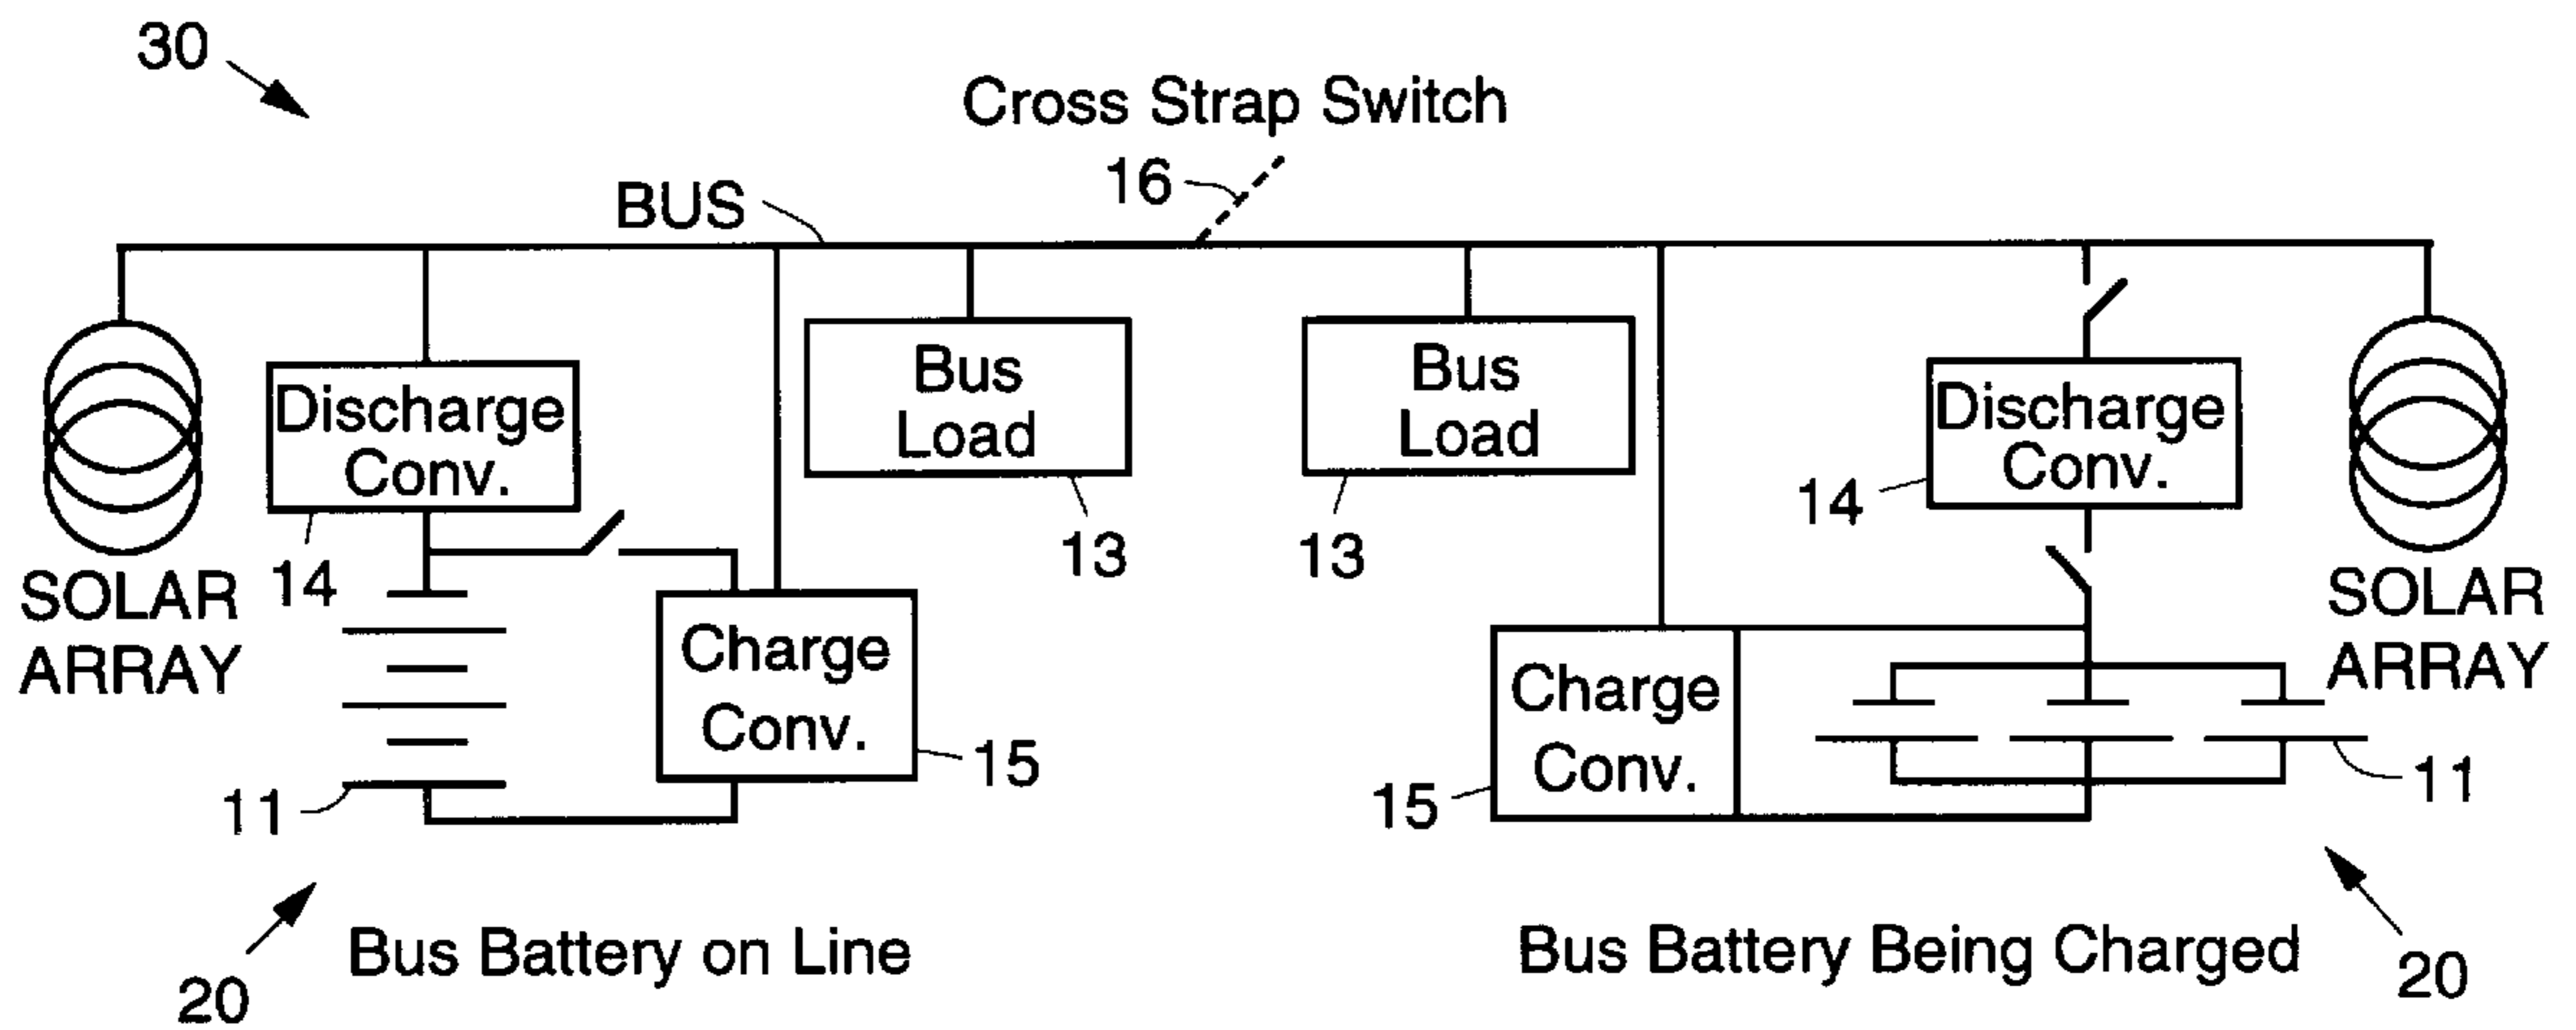 30
Cross Strap Switch
16
BUS
Discharge
Conv.
14
SOLAR
ARRAY
11
Charge
Conv.
15
Bus
Load
13
Bus
Load
13
Discharge
Conv.
14
SOLAR
ARRAY
Charge
Conv.
15
11
20
Bus Battery on Line
Bus Battery Being Charged
20